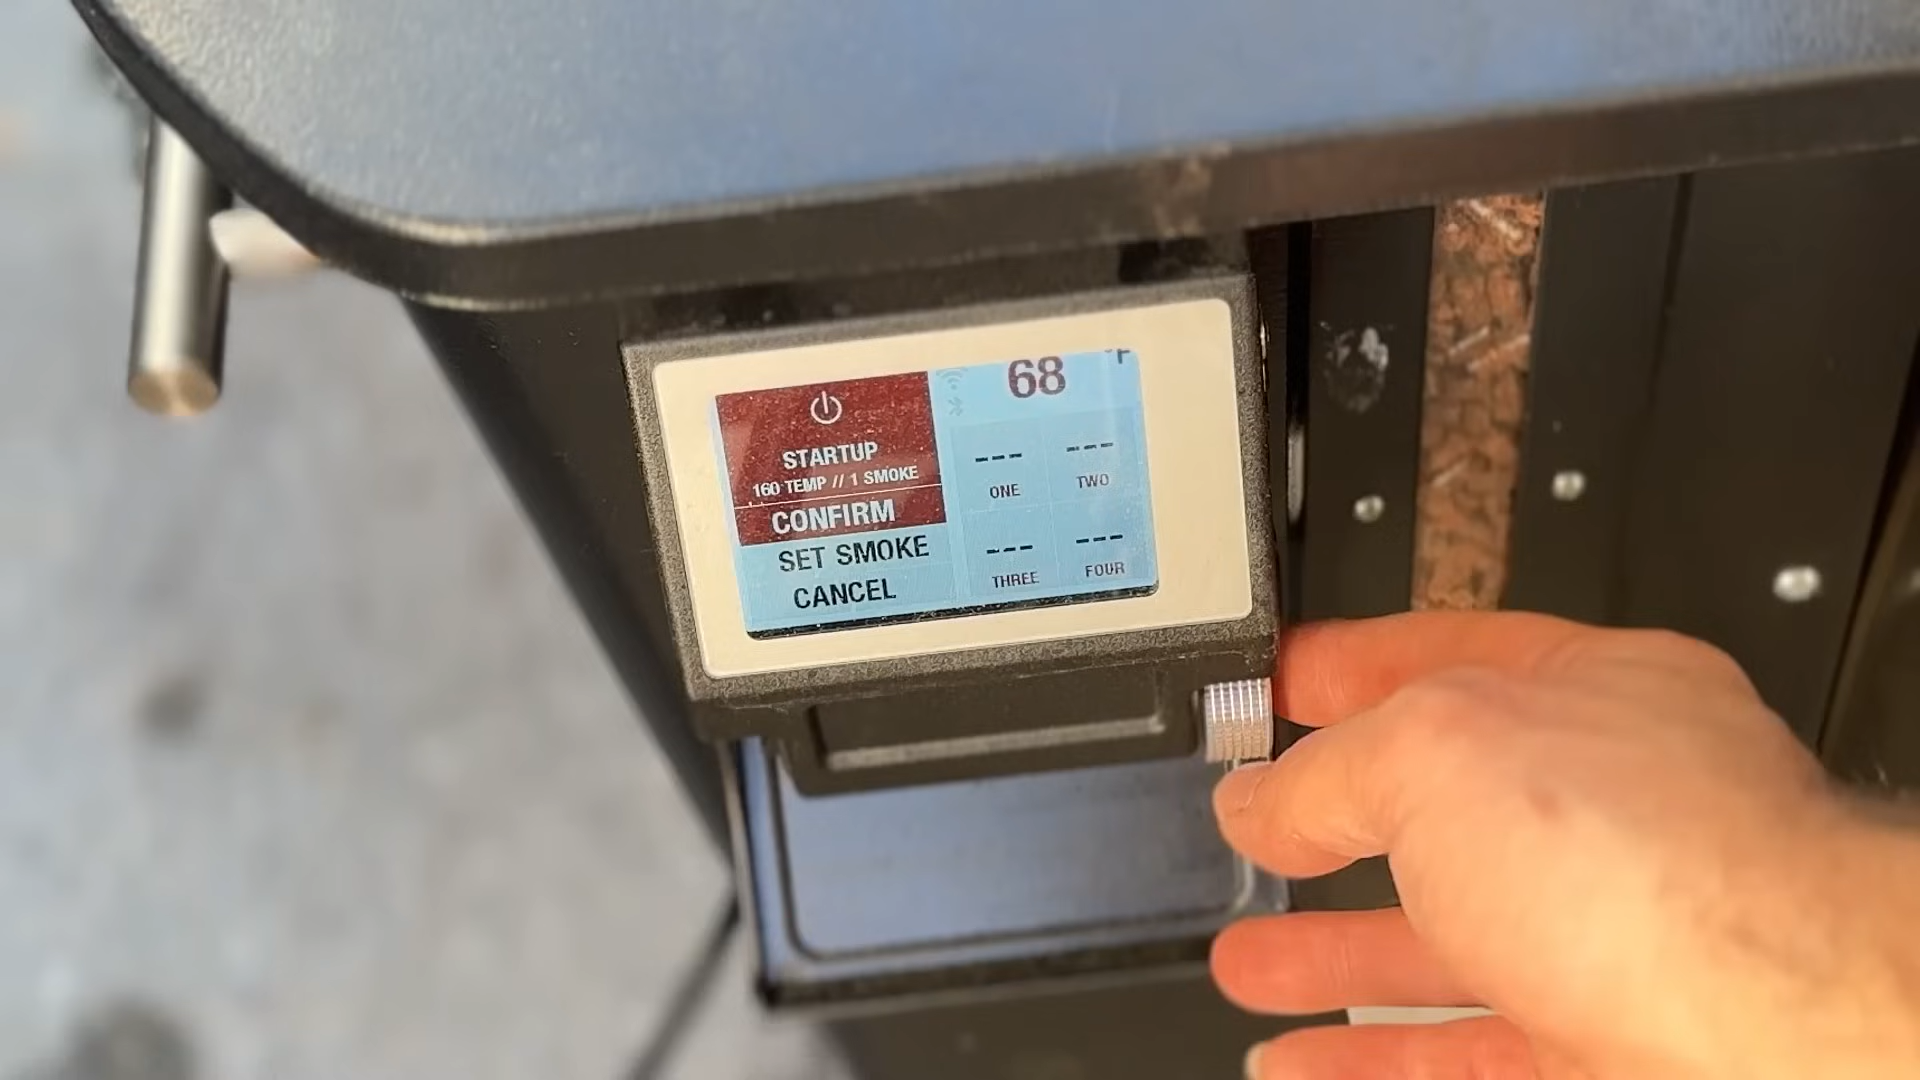 STARTUP
160 TEMP // 1 SMOKE
CONFIRM
SET SMOKE
CANCEL
68 °F
--- ---
ONE TWO
--- ---
THREE FOUR